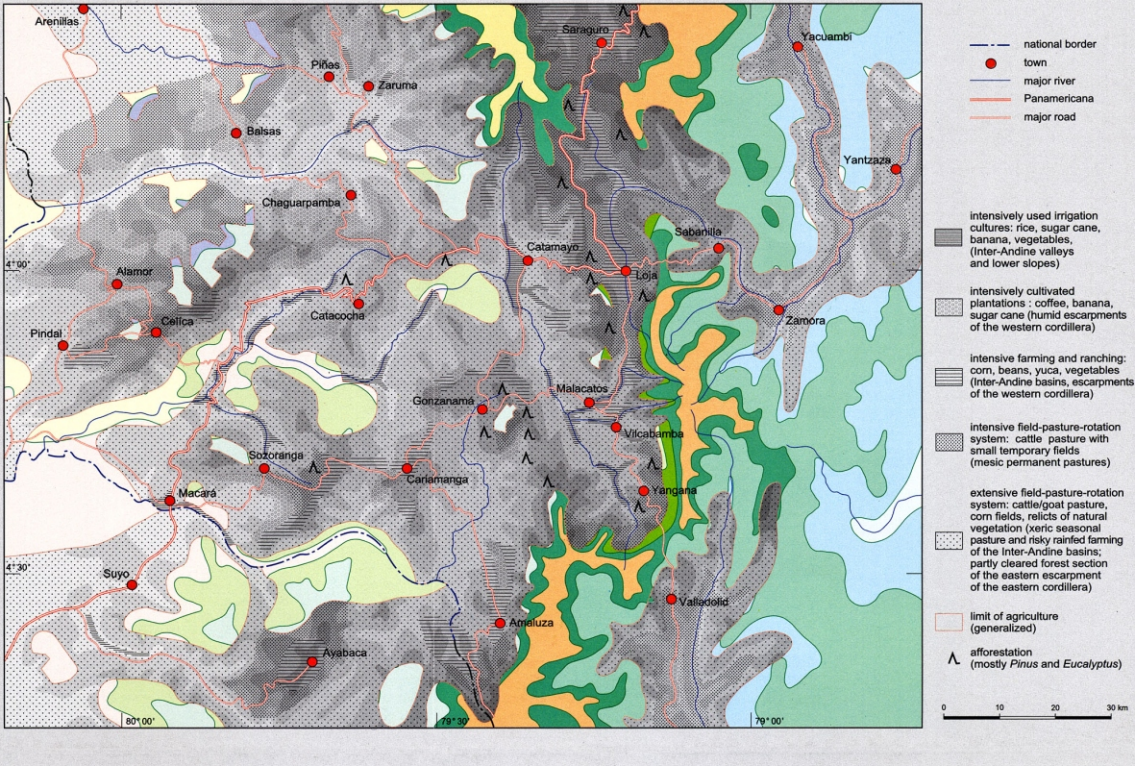 Arenillas
Saraguro
Yacuambi
Piñas
Zaruma
Balsas
Yantzaza
Chaguarpamba
Sabanilla
Catamayo
4°00'
Alamor
Loja
Catacocha
Celica
Zamora
Pindal
Malacatos
Gonzanamá
Vilcabamba
Sozoranga
Cariamanga
Yangana
Macará
4°30'
Suyo
Valladolid
Amaluza
Ayabaca
80°00'
79°30'
79°00'
national border
town
major river
Panamericana
major road
intensively used irrigation
cultures: rice, sugar cane,
banana, vegetables,
(Inter-Andine valleys
and lower slopes)
intensively cultivated
plantations : coffee, banana,
sugar cane (humid escarpments
of the western cordillera)
intensive farming and ranching:
corn, beans, yuca, vegetables
(Inter-Andine basins, escarpments
of the western cordillera)
intensive field-pasture-rotation
system: cattle pasture with
small temporary fields
(mesic permanent pastures)
extensive field-pasture-rotation
system: cattle/goat pasture,
corn fields, relicts of natural
vegetation (xeric seasonal
pasture and risky rainfed farming
of the Inter-Andine basins;
partly cleared forest section
of the eastern escarpment
of the eastern cordillera)
limit of agriculture
(generalized)
afforestation
(mostly Pinus and Eucalyptus)
0 10 20 30 km